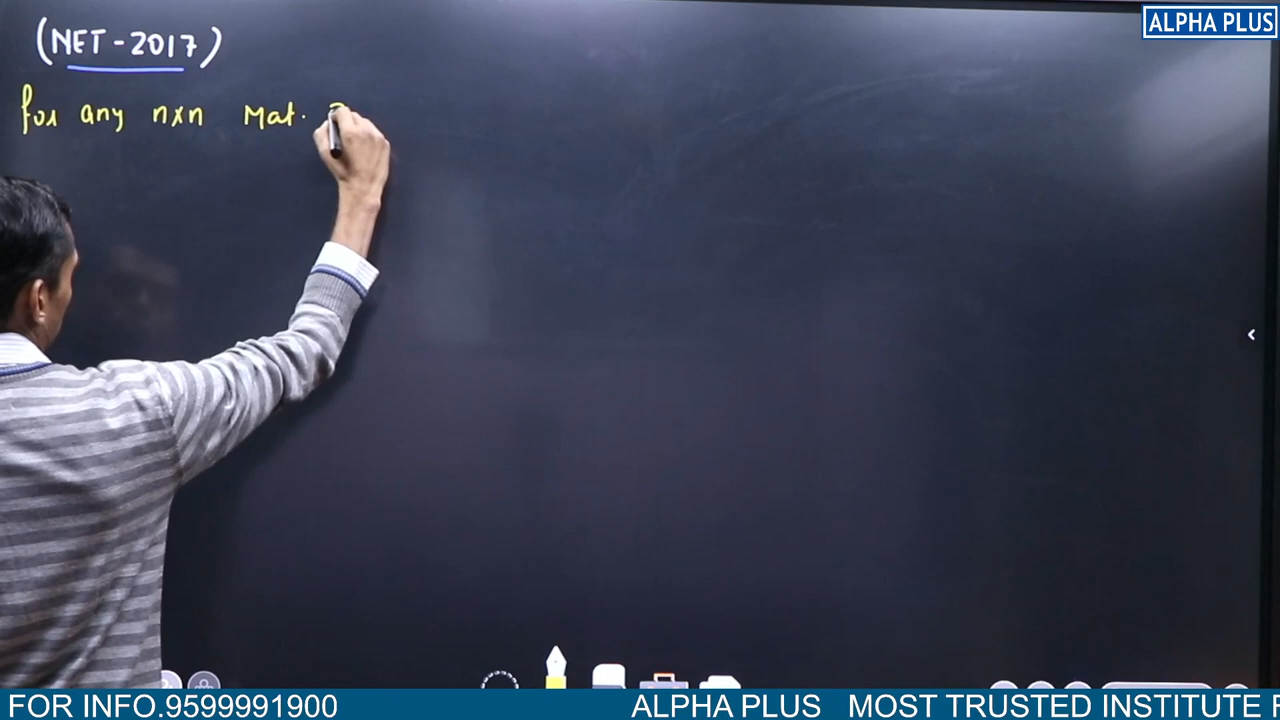 ALPHA PLUS
(NET-2017)
for any nxn Mat.
FOR INFO.9599991900 ALPHA PLUS MOST TRUSTED INSTITUTE